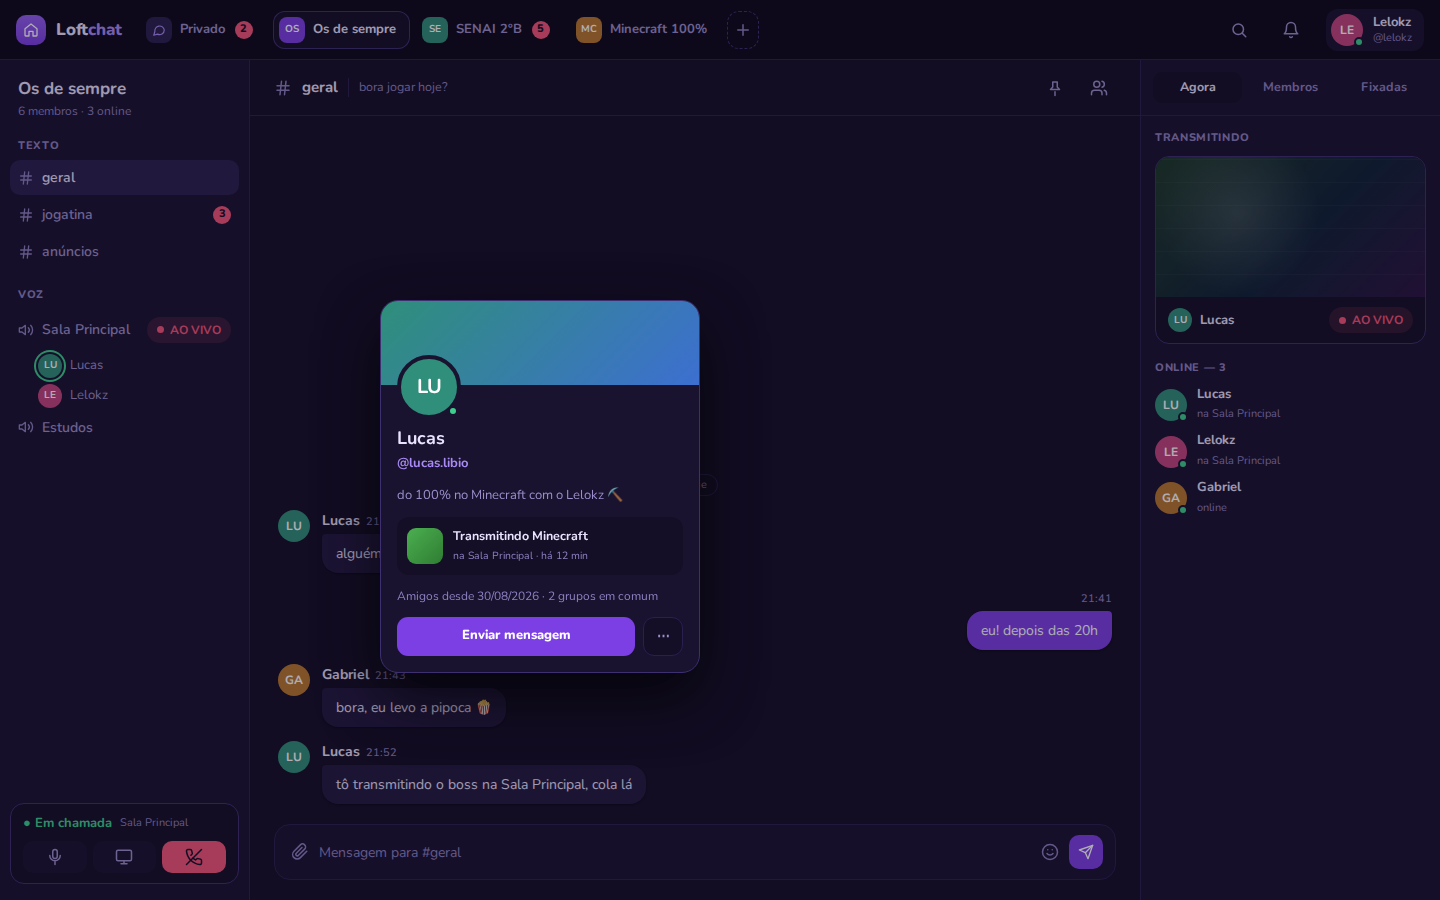 Loftchat
Privado 2
OS Os de sempre
SE SENAI 2ºB 5
MC Minecraft 100%
LE Lelokz
@lelokz
Os de sempre
6 membros · 3 online
TEXTO
geral
jogatina 3
anúncios
VOZ
Sala Principal AO VIVO
LU Lucas
LE Lelokz
Estudos
Em chamada Sala Principal
geral bora jogar hoje?
LU
Lucas
@lucas.libio
do 100% no Minecraft com o Lelokz
Transmitindo Minecraft
na Sala Principal · há 12 min
Amigos desde 30/08/2026 · 2 grupos em comum
Enviar mensagem ···
e
LU Lucas 21
alguém
21:41
eu! depois das 20h
GA Gabriel 21:43
bora, eu levo a pipoca
LU Lucas 21:52
tô transmitindo o boss na Sala Principal, cola lá
Mensagem para #geral
Agora Membros Fixadas
TRANSMITINDO
LU Lucas AO VIVO
ONLINE — 3
LU Lucas
na Sala Principal
LE Lelokz
na Sala Principal
GA Gabriel
online